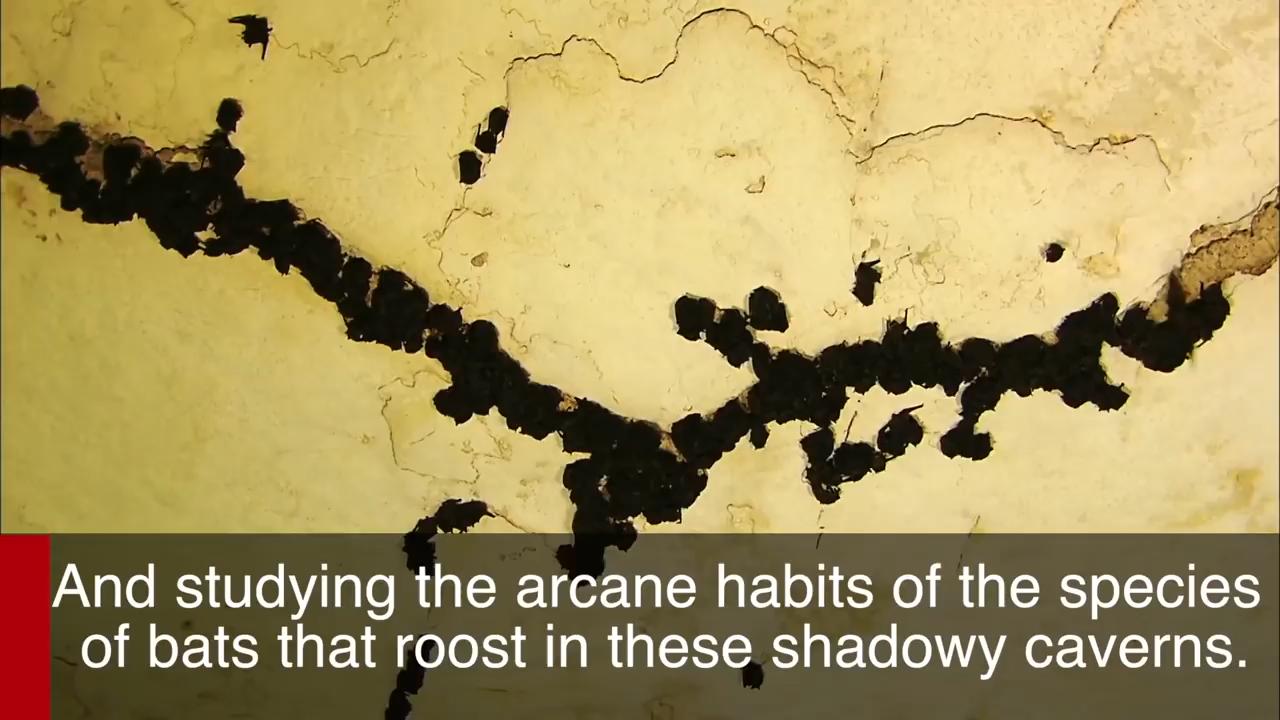 And studying the arcane habits of the species
of bats that roost in these shadowy caverns.